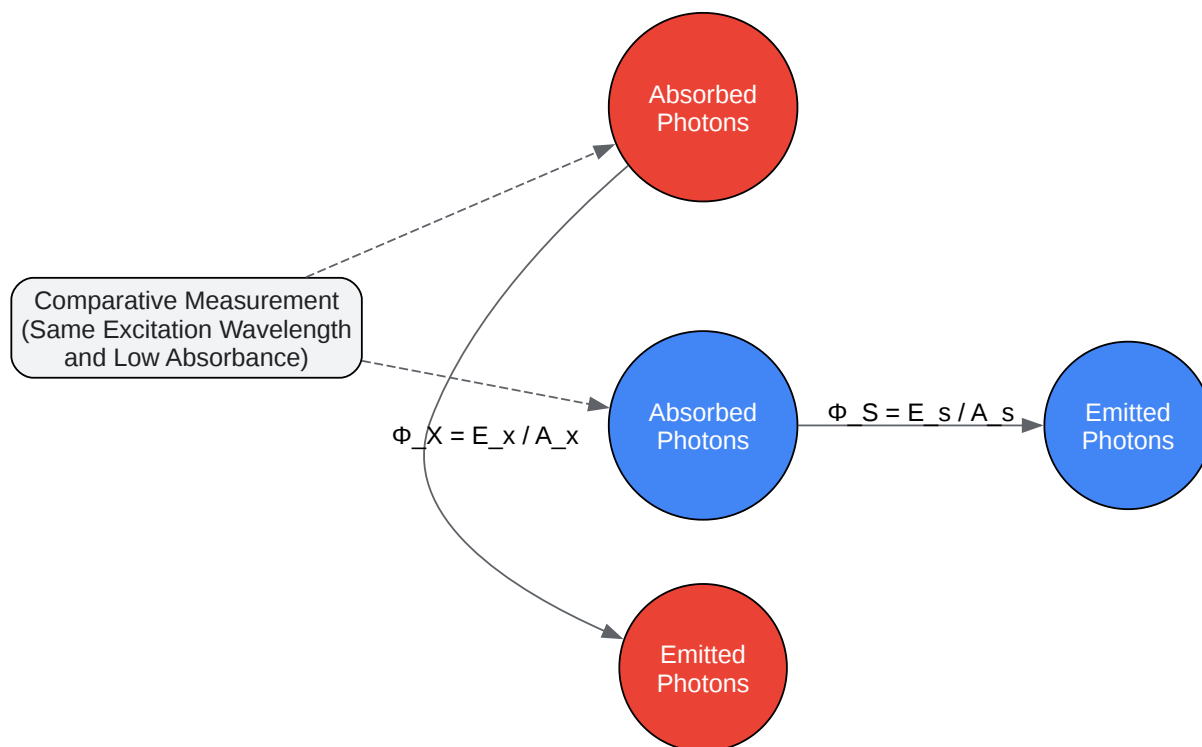 Absorbed
Photons
Comparative Measurement
(Same Excitation Wavelength
and Low Absorbance)
Φ_X = E_x / A_x
Absorbed
Photons
Φ_S = E_s / A_s
Emitted
Photons
Emitted
Photons